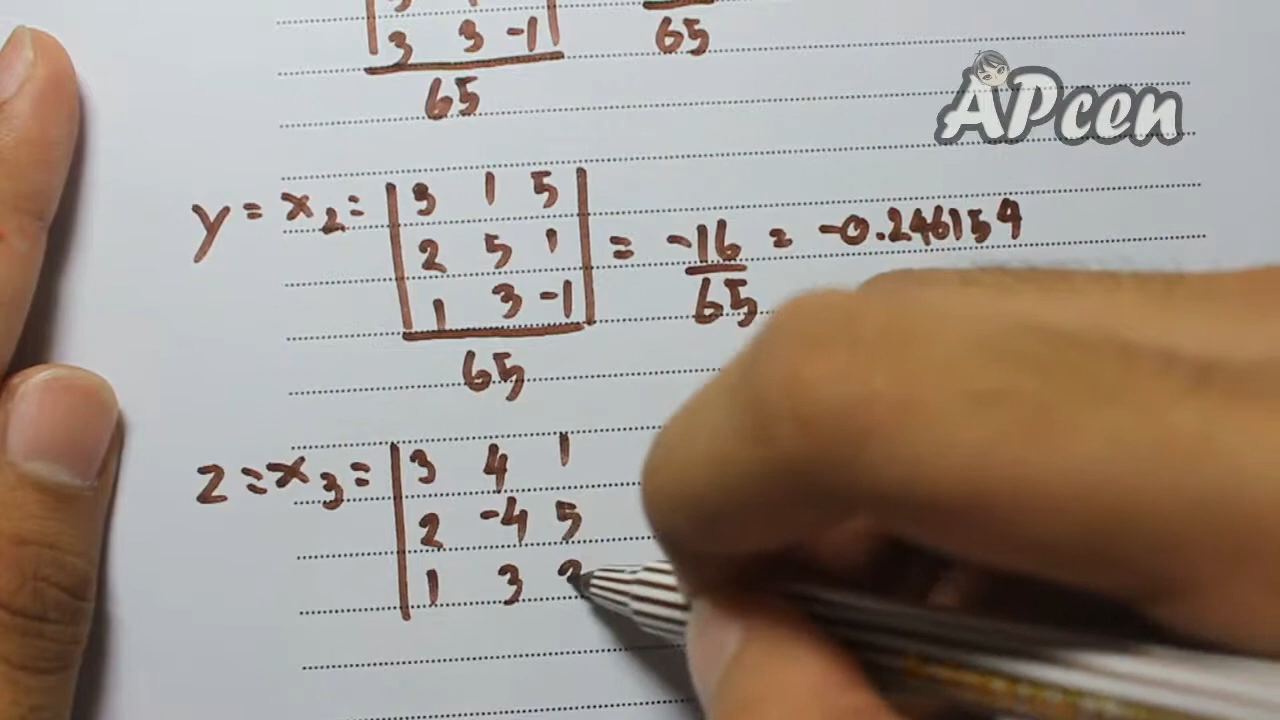 3 3 -1
65
65
APcen
y = x2 =
3 1 5
2 5 1
1 3 -1
65
= -16 = -0.246154
65
z = x3 =
3 4 1
2 -4 5
1 3